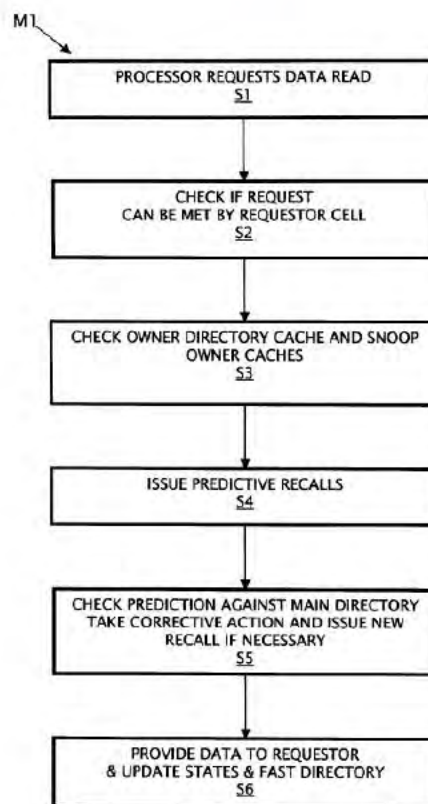 M1
PROCESSOR REQUESTS DATA READ
S1
CHECK IF REQUEST
CAN BE MET BY REQUESTOR CELL
S2
CHECK OWNER DIRECTORY CACHE AND SNOOP
OWNER CACHES
S3
ISSUE PREDICTIVE RECALLS
S4
CHECK PREDICTION AGAINST MAIN DIRECTORY
TAKE CORRECTIVE ACTION AND ISSUE NEW
RECALL IF NECESSARY
S5
PROVIDE DATA TO REQUESTOR
& UPDATE STATES & FAST DIRECTORY
S6